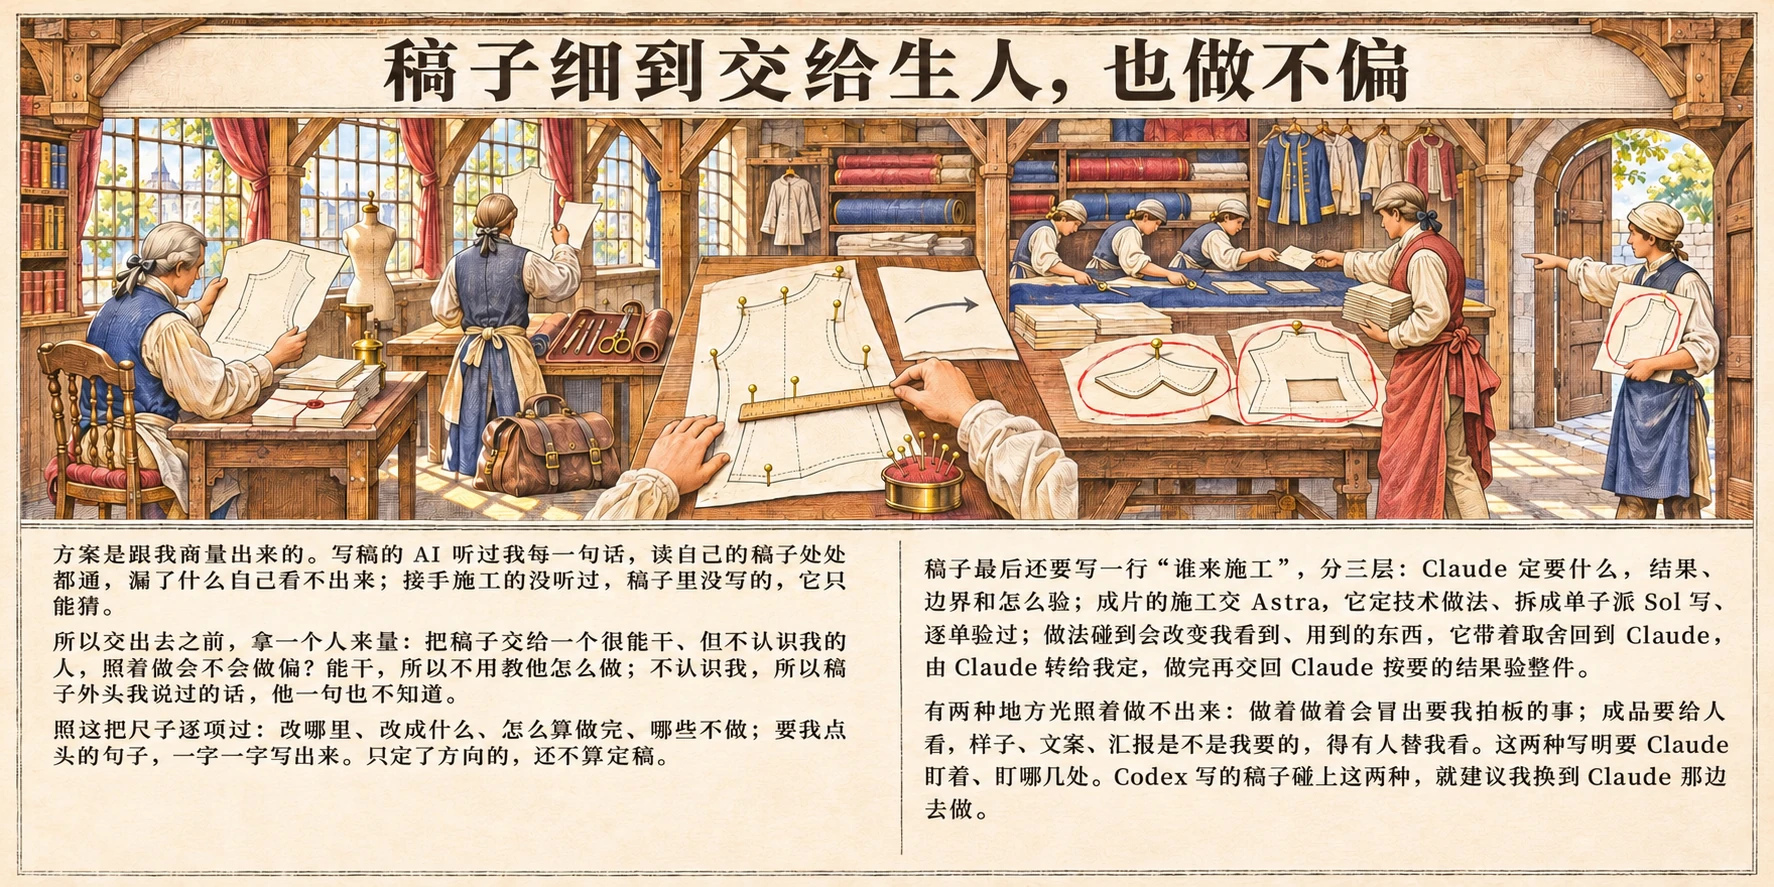 稿子细到交给生人，也做不偏
方案是跟我商量出来的。写稿的 AI 听过我每一句话，读自己的稿子处处
都通，漏了什么自己看不出来；接手施工的没听过，稿子里没写的，它只
能猜。
所以交出去之前，拿一个人来量：把稿子交给一个很能干、但不认识我的
人，照着做会不会做偏？能干，所以不用教他怎么做；不认识我，所以稿
子外头我说过的话，他一句也不知道。
照这把尺子逐项过：改哪里、改成什么、怎么算做完、哪些不做；要我点
头的句子，一字一字写出来。只定了方向的，还不算定稿。
稿子最后还要写一行“谁来施工”，分三层：Claude 定要什么，结果、
边界和怎么验；成片的施工交 Astra，它定技术做法、拆成单子派 Sol 写、
逐单验过；做法碰到会改变我看到、用到的东西，它带着取舍回到 Claude，
由 Claude 转给我定，做完再交回 Claude 按要的结果验整件。
有两种地方光照着做不出来：做着做着会冒出要我拍板的事；成品要给人
看，样子、文案、汇报是不是我要的，得有人替我看。这两种写明要 Claude
盯着、盯哪几处。Codex 写的稿子碰上这两种，就建议我换到 Claude 那边
去做。